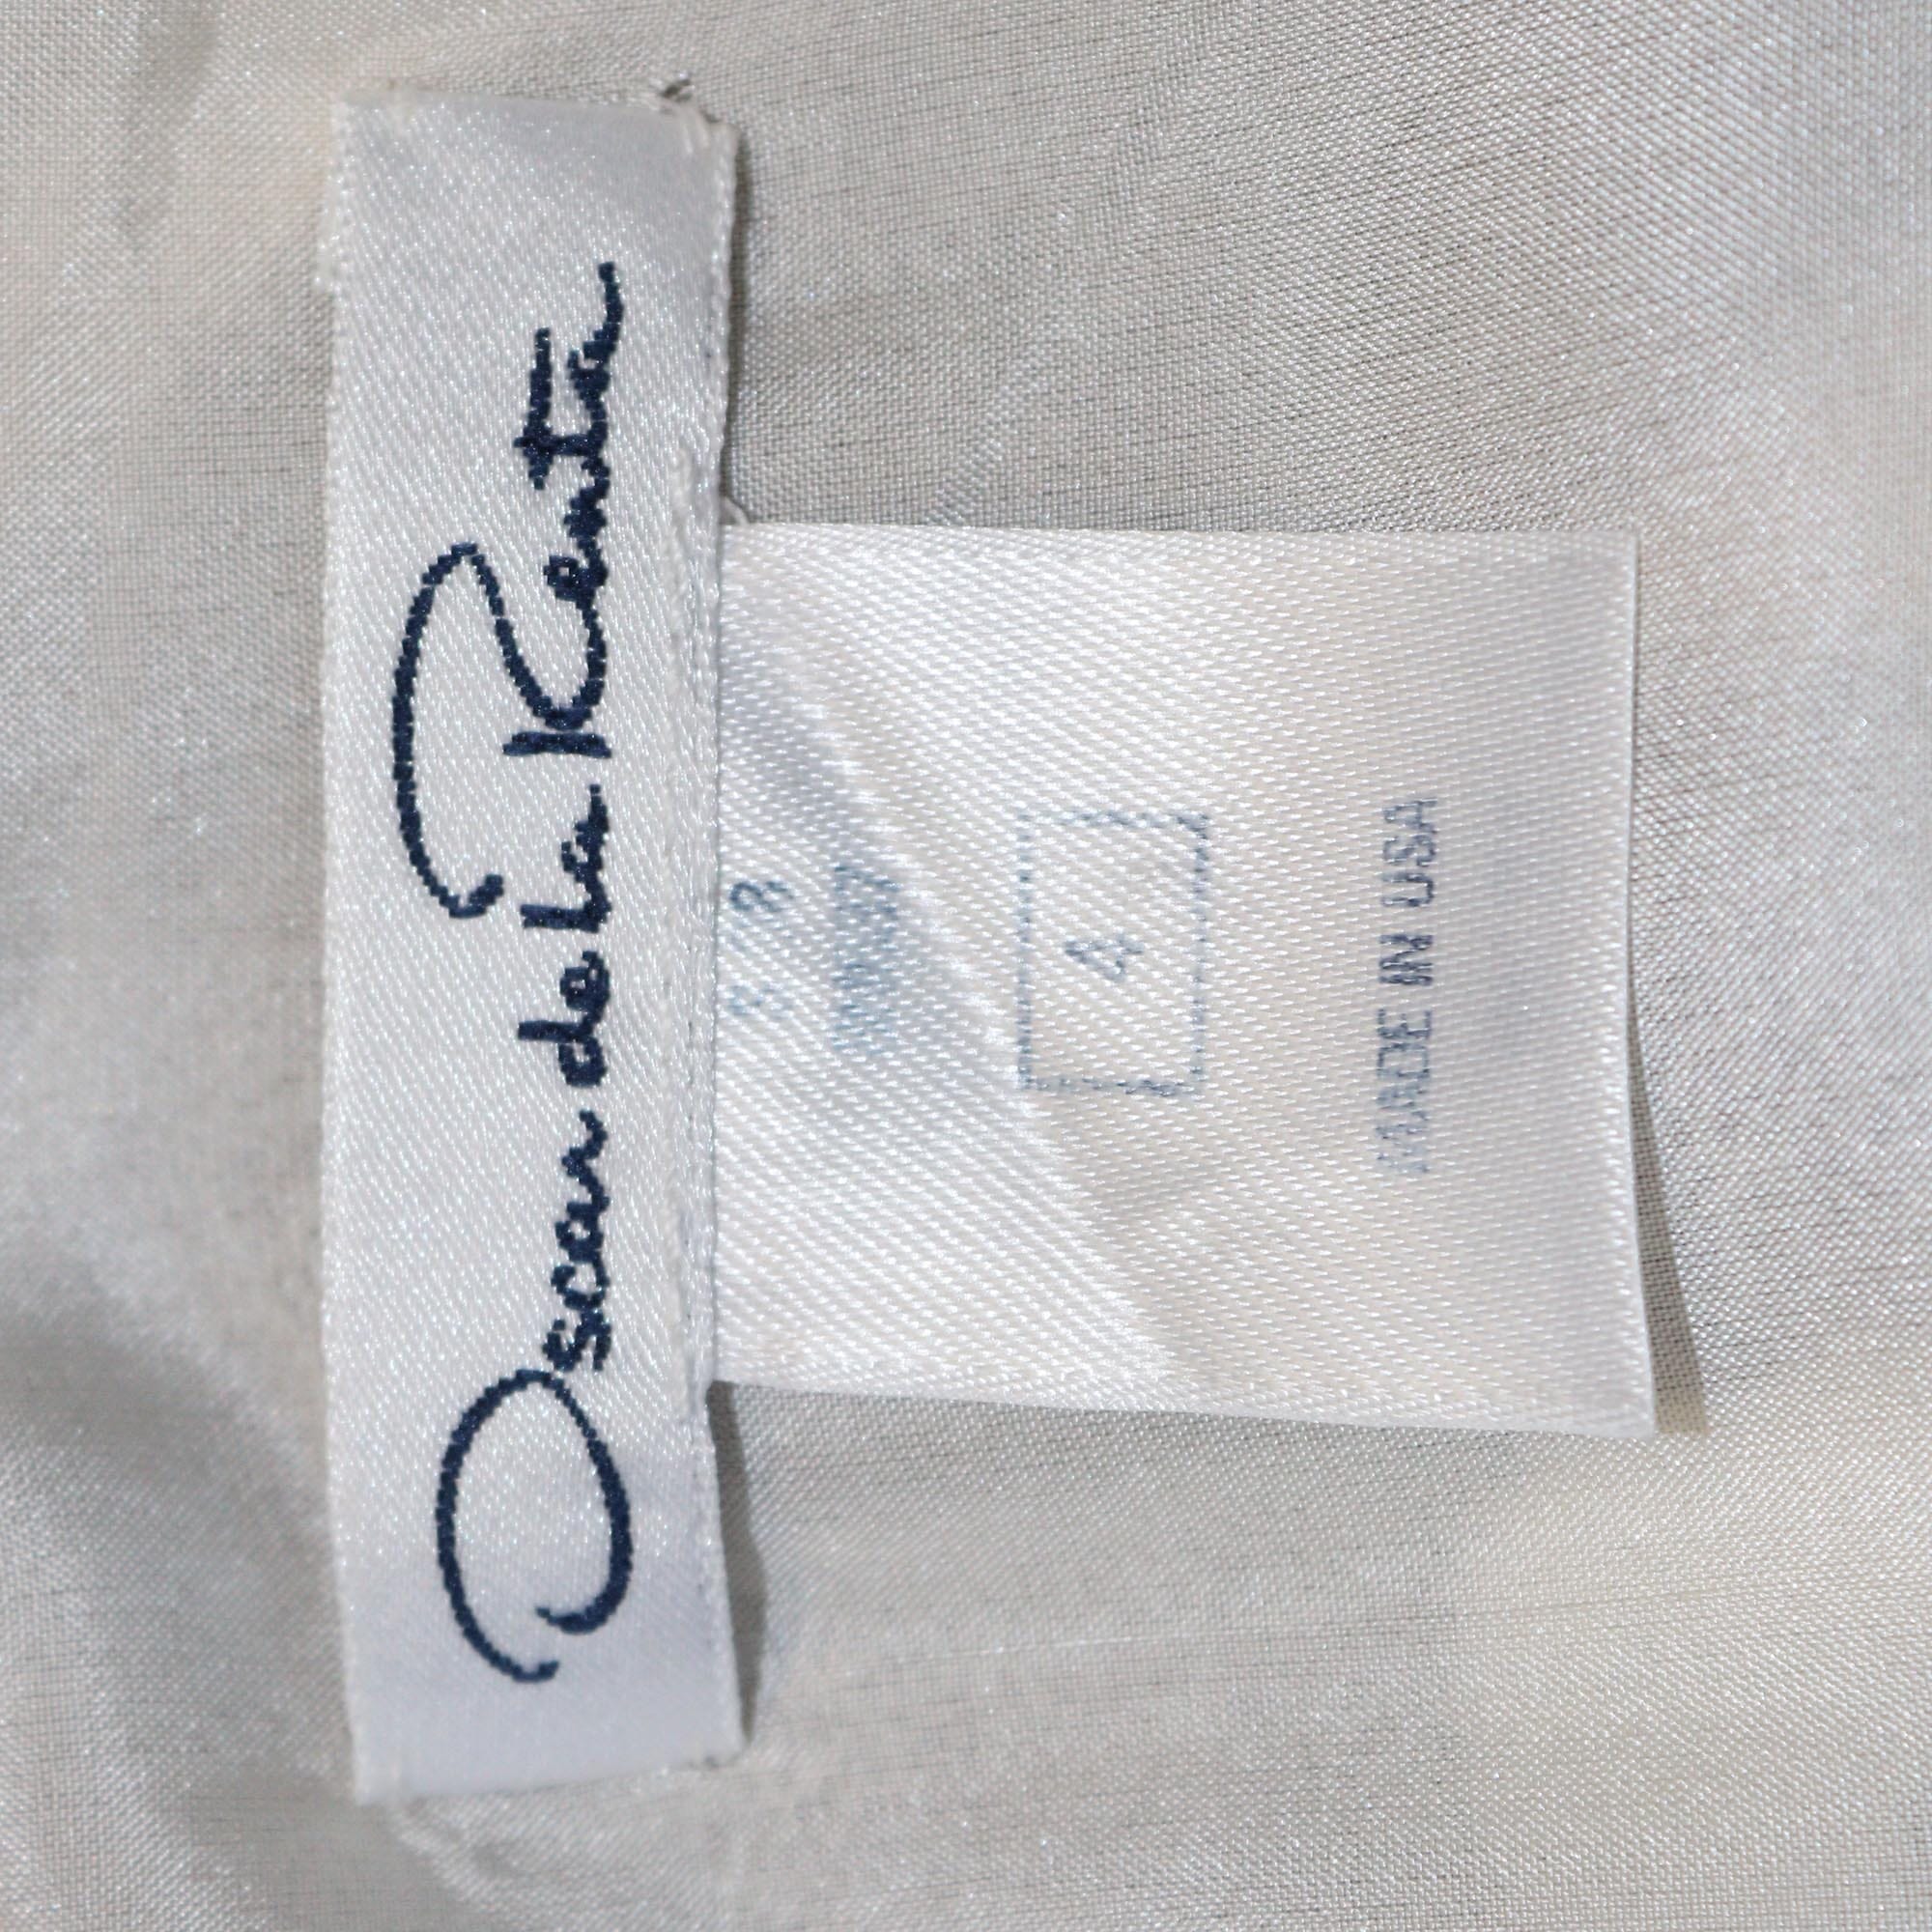 Oscar de la Renta
4
MADE IN USA